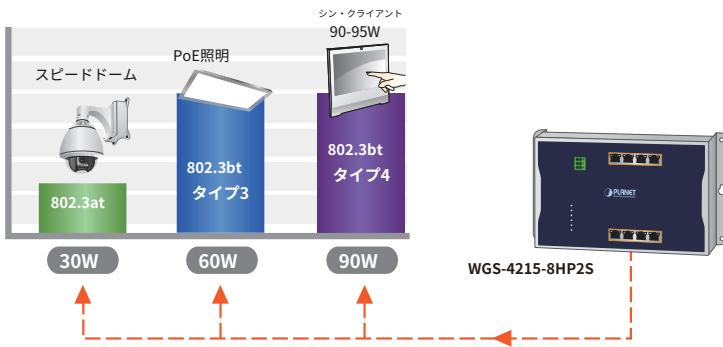 シン・クライアント
90-95W
PoE照明
スピードドーム
802.3at
802.3bt
タイプ3
802.3bt
タイプ4
PLANET
30W
60W
90W
WGS-4215-8HP2S